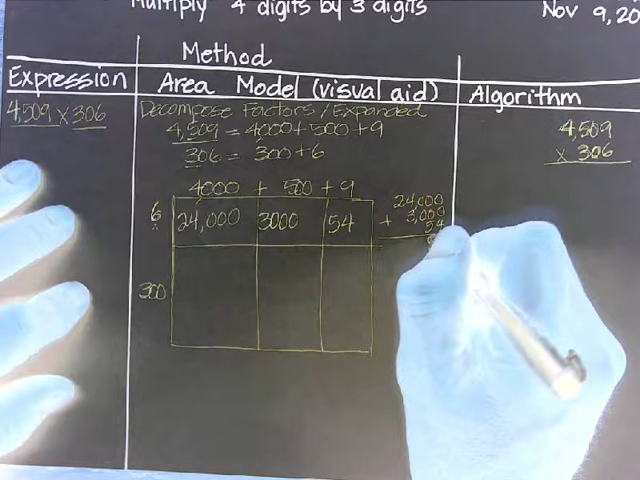 Multiply 4 digits by 3 digits
Nov 9, 20
Method
Expression
Area Model (visual aid)
Algorithm
4,509 x 306
Decompose Factors / Expanded
4,509 = 4000 + 500 + 9
306 = 300 + 6
4,509
x 306
4000 + 500 + 9
6 24,000 3000 54
24,000
+ 3,000
54
300